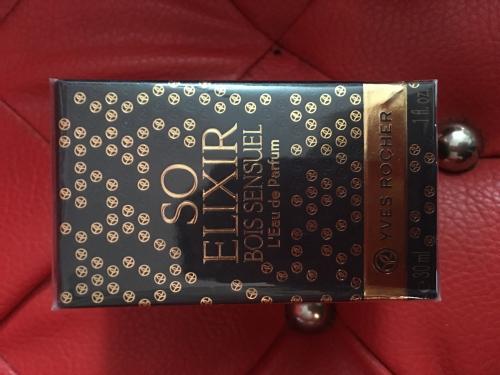 SO
ELIXIR
BOIS SENSUEL
L'Eau de Parfum
YVES ROCHER
30 ml
1 fl. oz